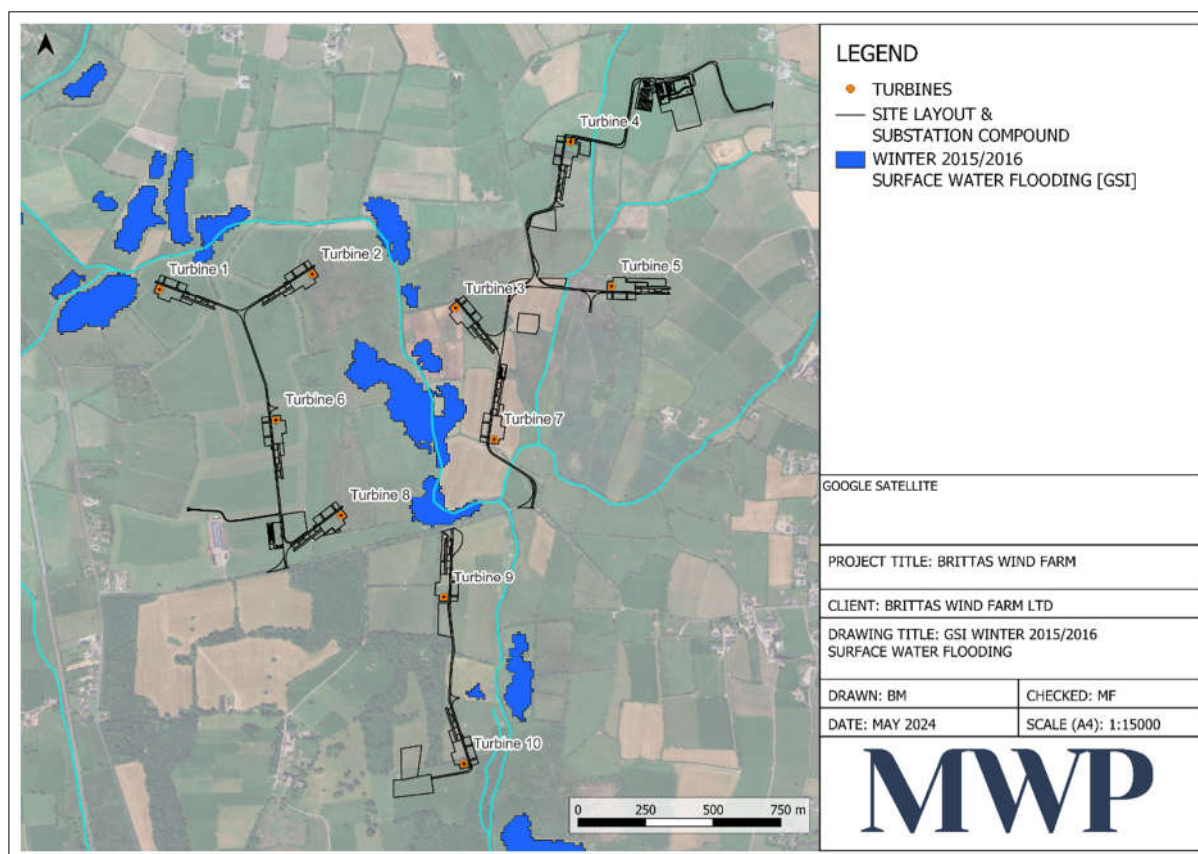 LEGEND
TURBINES
SITE LAYOUT &
SUBSTATION COMPOUND
WINTER 2015/2016
SURFACE WATER FLOODING [GSI]
Turbine 4
Turbine 2
Turbine 1
Turbine 5
Turbine 3
Turbine 6
Turbine 7
Turbine 8
Turbine 9
Turbine 10
0 250 500 750 m
GOOGLE SATELLITE
PROJECT TITLE: BRITTAS WIND FARM
CLIENT: BRITTAS WIND FARM LTD
DRAWING TITLE: GSI WINTER 2015/2016
SURFACE WATER FLOODING
DRAWN: BM
CHECKED: MF
DATE: MAY 2024
SCALE (A4): 1:15000
MWP